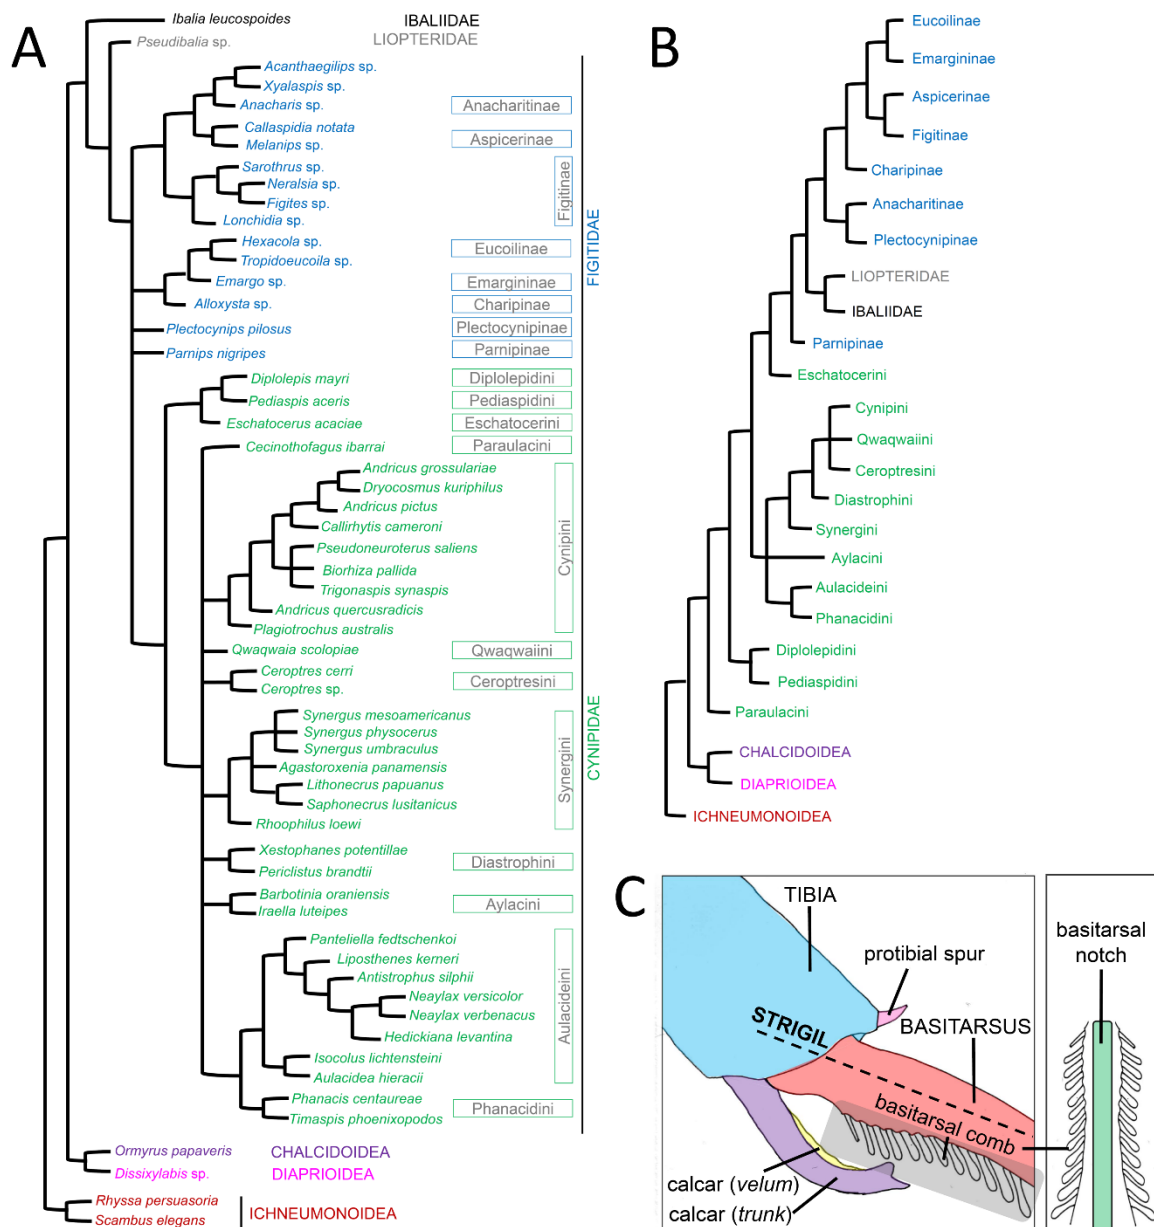 A
Ibalia leucospoides IBALIIDAE
Pseudibalia sp. LIOPTERIDAE
Acanthaegilips sp.
Xyalaspis sp.
Anacharis sp. Anacharitinae
Callaspidia notata
Aspicerinae
Melanips sp.
Sarothrus sp.
Neralsia sp.
Figites sp.
Lonchidia sp.
Figitinae
Hexacola sp.
Eucoilinae
Tropidoeucoila sp.
Emargo sp. Emargininae
Alloxysta sp. Charipinae
Plectocynips pilosus Plectocynipinae
Parnips nigripes Parnipinae
FIGITIDAE
Diplolepis mayri Diplolepidini
Pediaspis aceris Pediaspidini
Eschatocerus acaciae Eschatocerini
Cecinothofagus ibarrai Paraulacini
Andricus grossulariae
Dryocosmus kuriphilus
Andricus pictus
Callirhytis cameroni
Pseudoneuroterus saliens
Biorhiza pallida
Trigonaspis synaspis
Andricus quercusradicis
Plagiotrochus australis
Cynipini
Qwaqwaia scolopiae Qwaqwaiini
Ceroptres cerri
Ceroptresini
Ceroptres sp.
Synergus mesoamericanus
Synergus physocerus
Synergus umbraculus
Agastoroxenia panamensis
Lithonecrus papuanus
Saphonecrus lusitanicus
Rhoophilus loewi
Synergini
Xestophanes potentillae
Diastrophini
Periclistus brandtii
Barbotinia oraniensis
Aylacini
Iraella luteipes
Panteliella fedtschenkoi
Liposthenes kerneri
Antistrophus silphii
Neaylax versicolor
Neaylax verbenacus
Hedickiana levantina
Isocolus lichtensteini
Aulacidea hieracii
Aulacideini
Phanacis centaureae
Phanacidini
Timaspis phoenixopodos
CYNIPIDAE
Ormyrus papaveris CHALCIDOIDEA
Dissixylabis sp. DIAPRIOIDEA
Rhyssa persuasoria
ICHNEUMONOIDEA
Scambus elegans
B
Eucoilinae
Emargininae
Aspicerinae
Figitinae
Charipinae
Anacharitinae
Plectocynipinae
LIOPTERIDAE
IBALIIDAE
Parnipinae
Eschatocerini
Cynipini
Qwaqwaiini
Ceroptresini
Diastrophini
Synergini
Aylacini
Aulacideini
Phanacidini
Diplolepidini
Pediaspidini
Paraulacini
CHALCIDOIDEA
DIAPRIOIDEA
ICHNEUMONOIDEA
C
TIBIA
protibial spur
STRIGIL
BASITARSUS
basitarsal comb
calcar (velum)
calcar (trunk)
basitarsal
notch